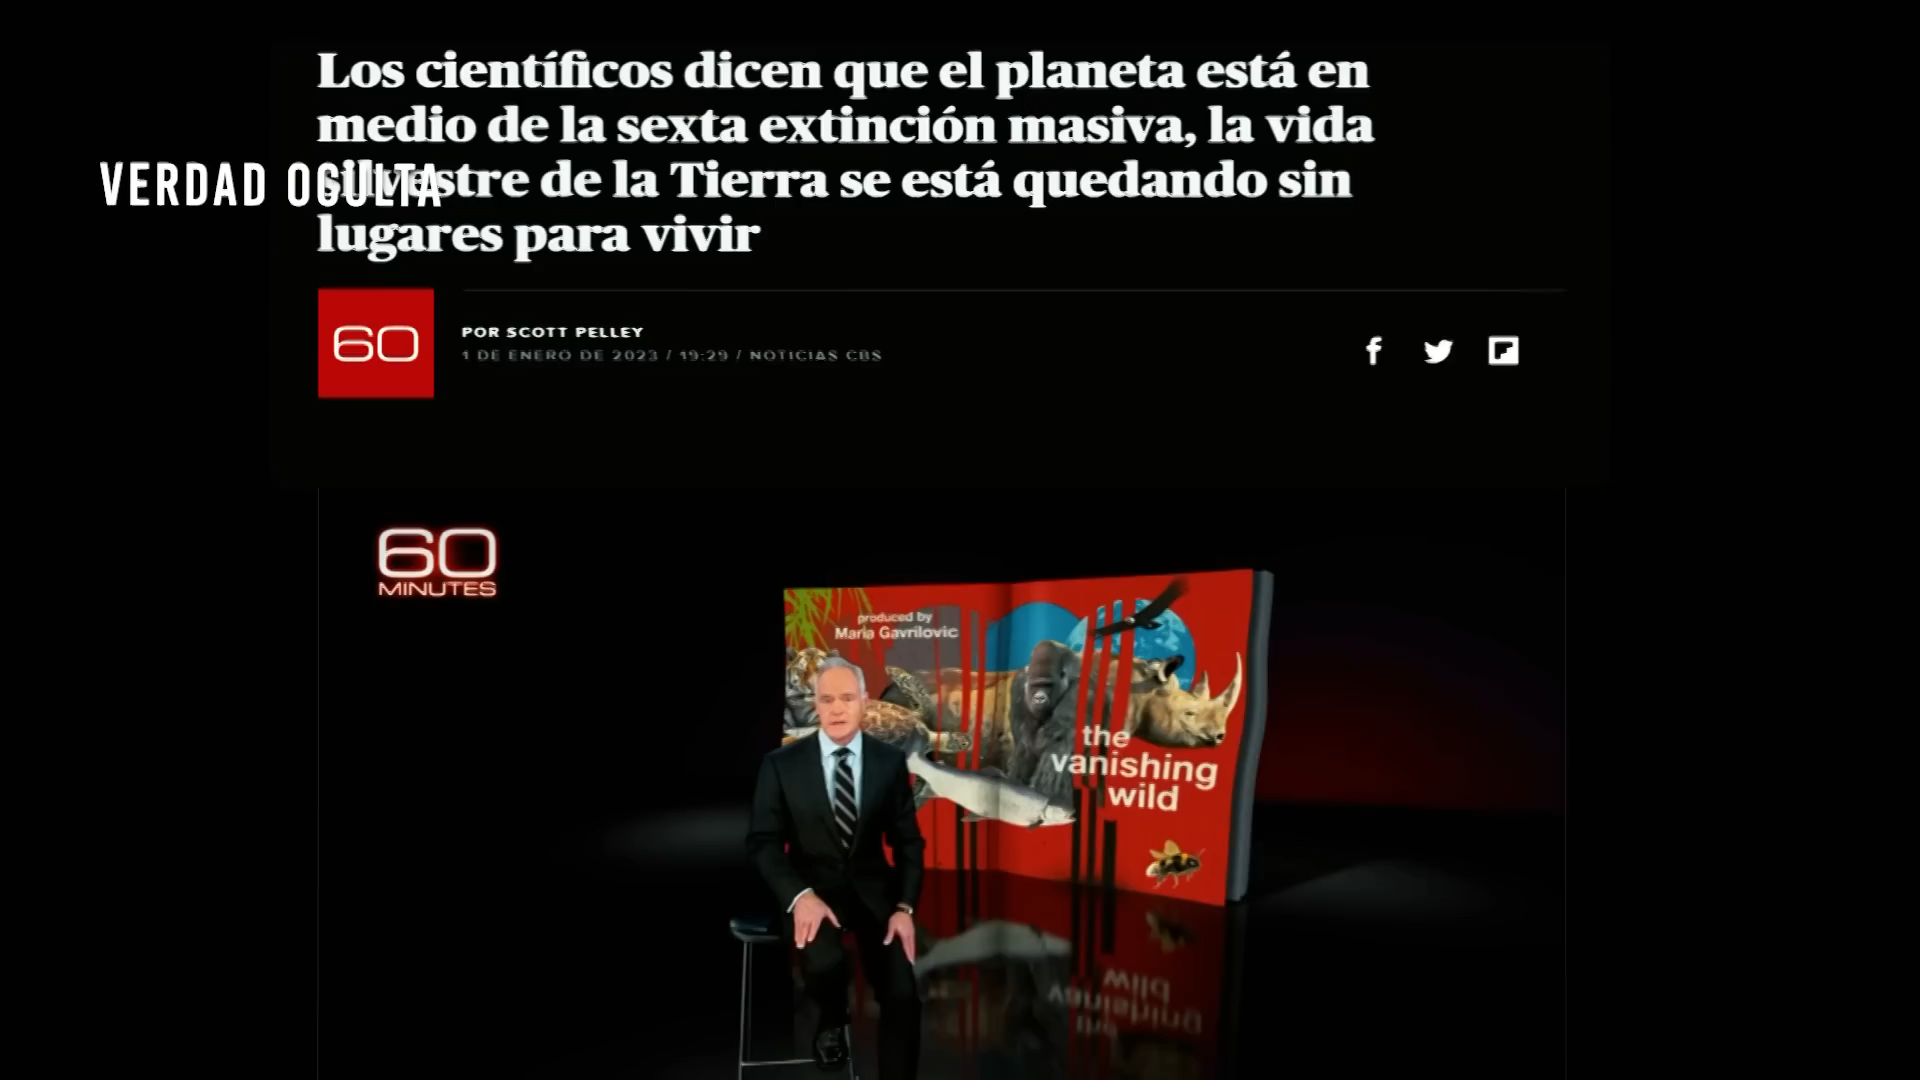 Los científicos dicen que el planeta está en
medio de la sexta extinción masiva, la vida
silvestre de la Tierra se está quedando sin
lugares para vivir
VERDAD OCULTA
60
POR SCOTT PELLEY
1 DE ENERO DE 2023 / 19:29 / NOTICIAS CBS
60
MINUTES
produced by
Maria Gavrilovic
the
vanishing
wild